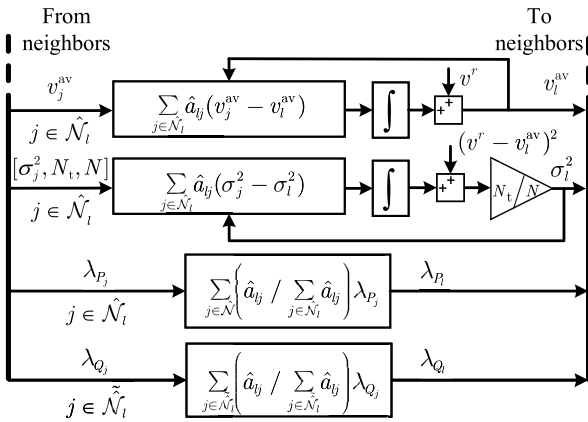 From neighbors
To neighbors
v_j^av
j ∈ N̂_l
∑_{j∈N̂_l} â_lj(v_j^av − v_l^av)
∫
v^r
+ +
v_l^av
[σ_j^2, N_t, N]
j ∈ N̂_l
∑_{j∈N̂_l} â_lj(σ_j^2 − σ_l^2)
∫
(v^r − v_l^av)^2
+ +
N_t/N
σ_l^2
λ_{P_j}
j ∈ N̂_l
∑_{j∈N̂} (â_lj / ∑_{j∈N̂_l} â_lj) λ_{P_j}
λ_{P_l}
λ_{Q_j}
j ∈ Ñ̂_l
∑_{j∈Ñ̂_l} (â_lj / ∑_{j∈N̂_l} â_lj) λ_{Q_j}
λ_{Q_l}